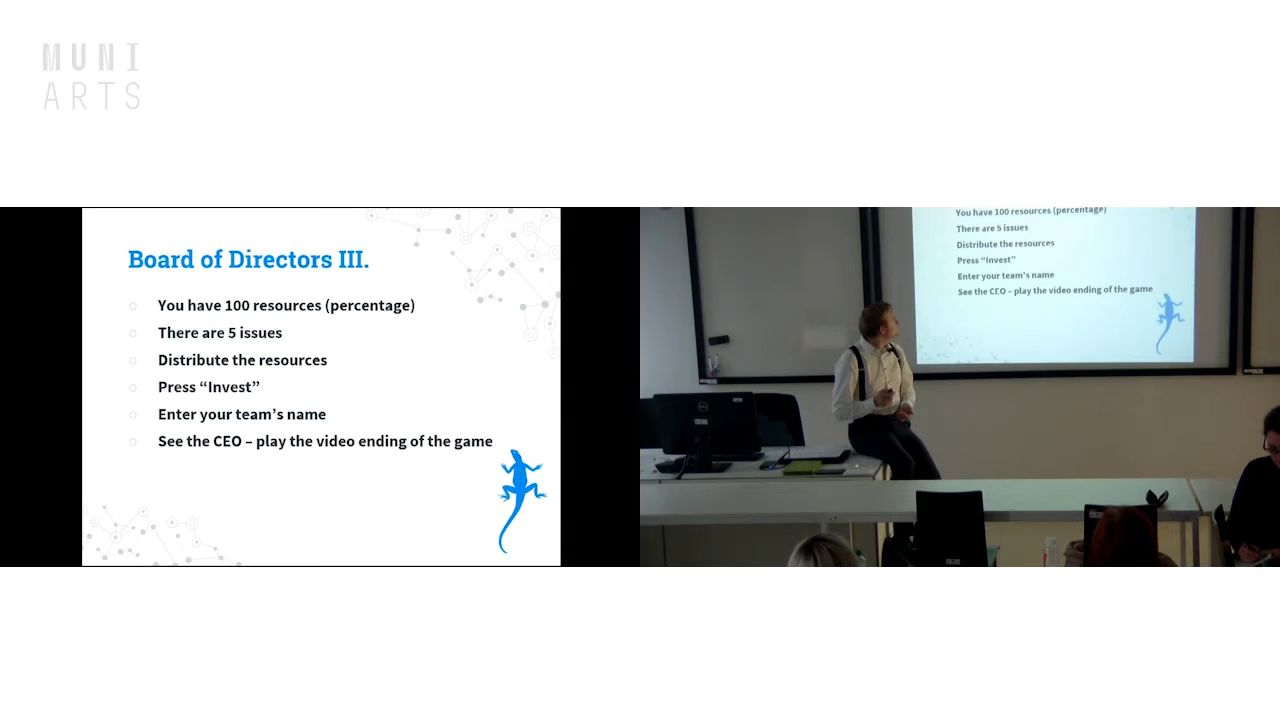 MUNI
ARTS
Board of Directors III.
You have 100 resources (percentage)
There are 5 issues
Distribute the resources
Press “Invest”
Enter your team’s name
See the CEO – play the video ending of the game
You have 100 resources (percentage)
There are 5 issues
Distribute the resources
Press “Invest”
Enter your team’s name
See the CEO – play the video ending of the game
DELL